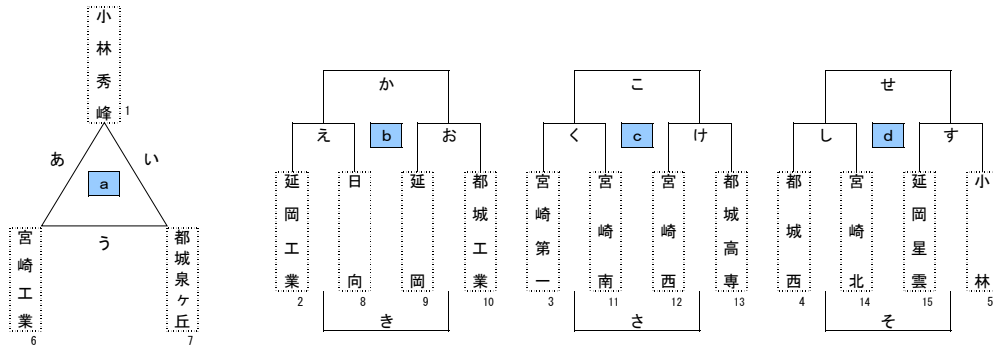 小林秀峰
1
あ
い
a
う
宮崎工業
6
都城泉ヶ丘
7
か
え
b
お
延岡工業
2
日向
8
延岡
9
都城工業
10
き
こ
く
c
け
宮崎第一
3
宮崎南
11
宮崎西
12
都城高専
13
さ
せ
し
d
す
都城西
4
宮崎北
14
延岡星雲
15
小林
5
そ